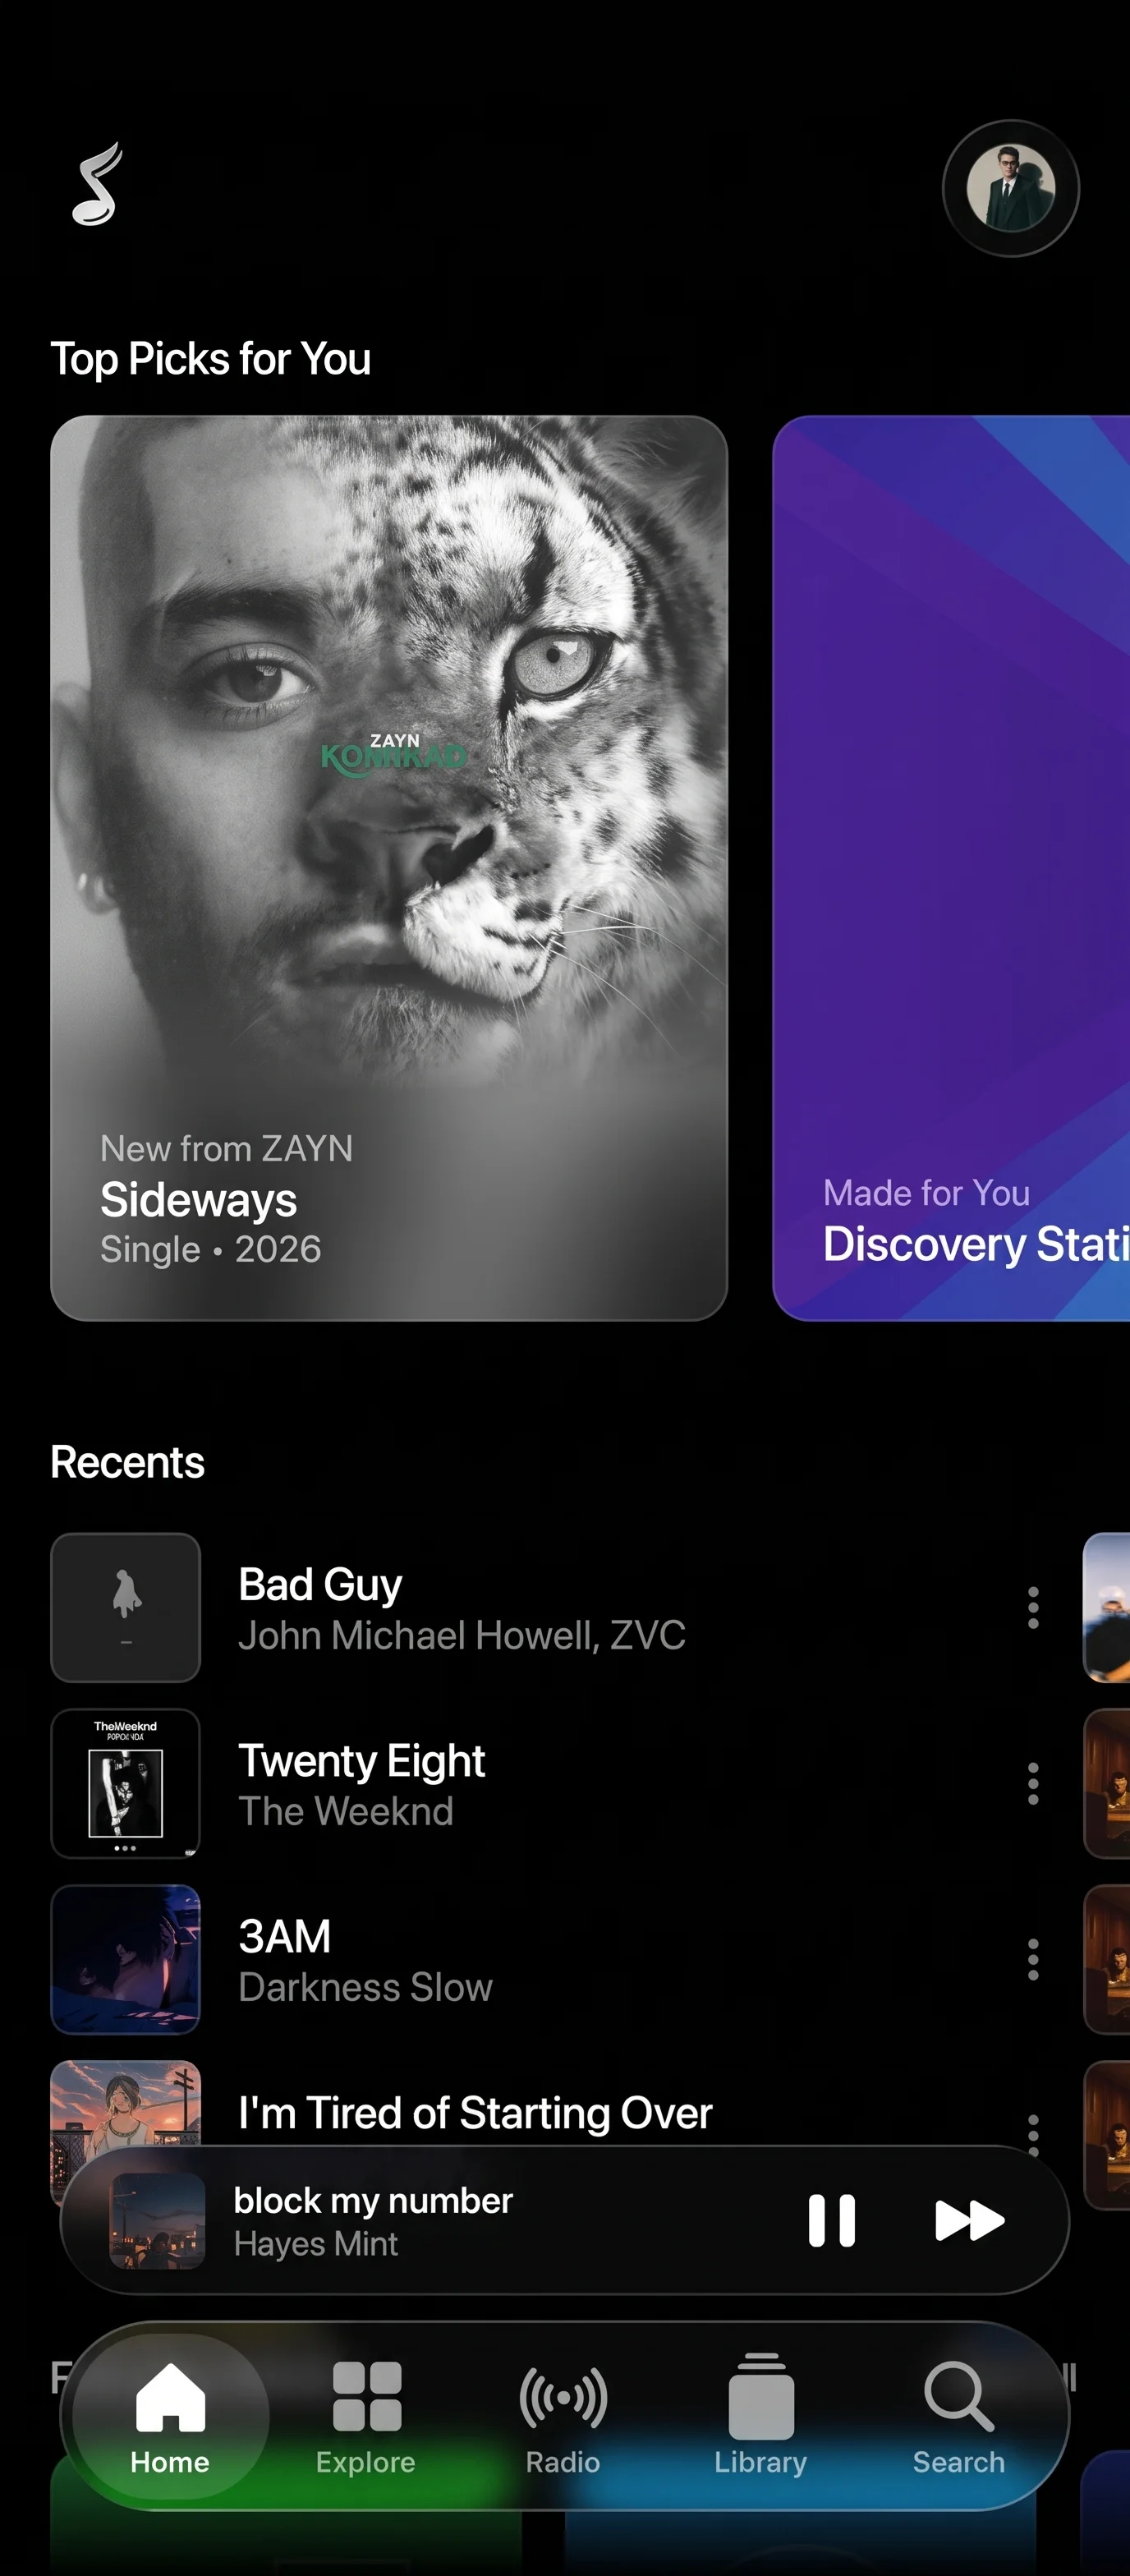 Top Picks for You
ZAYN
New from ZAYN
Sideways
Single • 2026
Made for You
Discovery Stati
Recents
Bad Guy
John Michael Howell, ZVC
TheWeeknd
Twenty Eight
The Weeknd
3AM
Darkness Slow
I'm Tired of Starting Over
block my number
Hayes Mint
Home
Explore
Radio
Library
Search